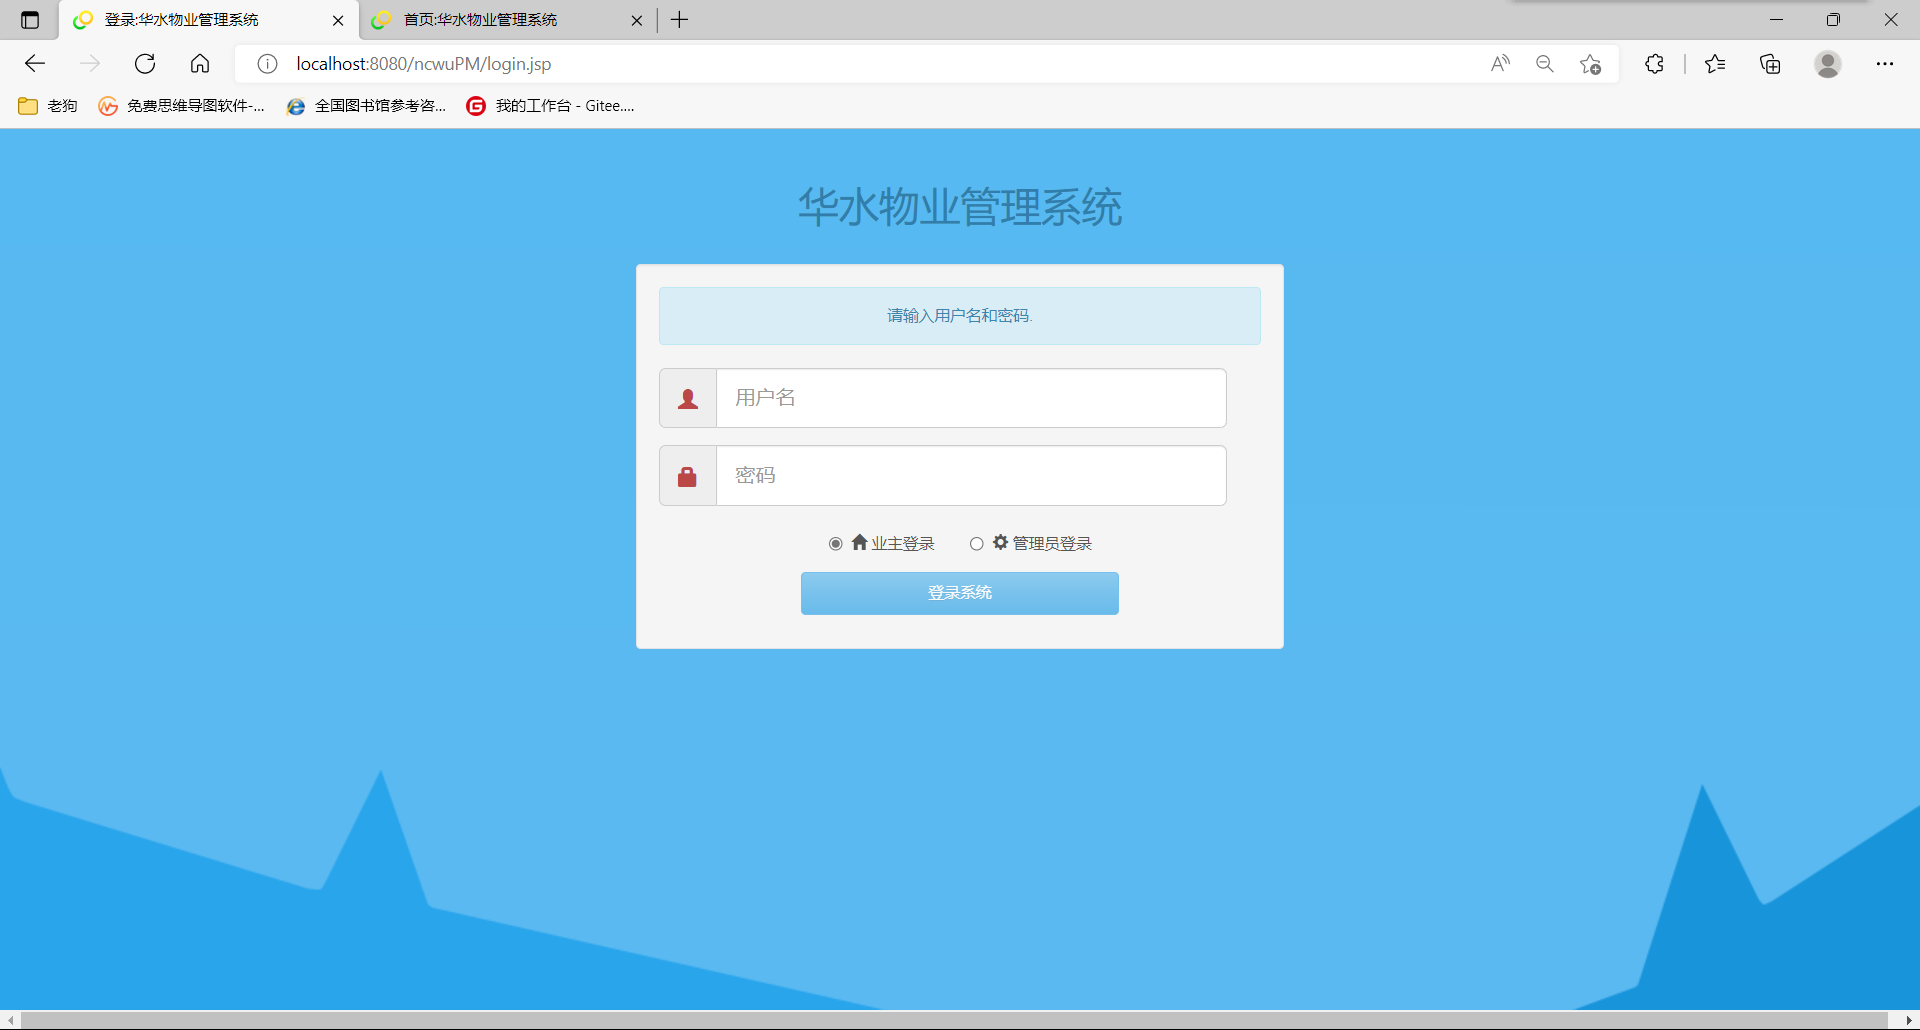 登录:华水物业管理系统
首页:华水物业管理系统
localhost:8080/ncwuPM/login.jsp
老狗
免费思维导图软件-...
全国图书馆参考咨...
我的工作台 - Gitee....
华水物业管理系统
请输入用户名和密码.
用户名
密码
业主登录
管理员登录
登录系统